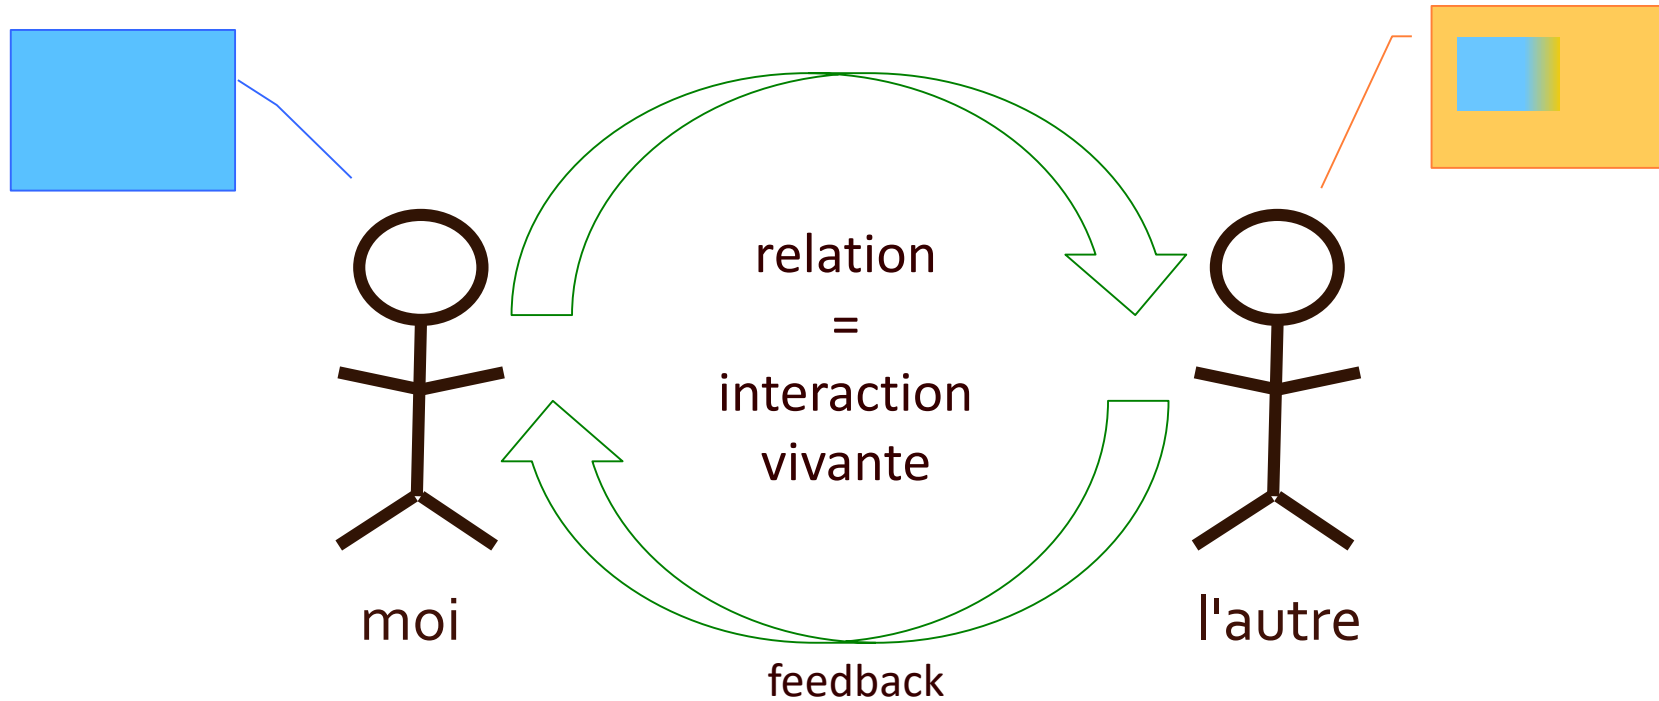 relation
=
interaction
vivante
moi
l'autre
feedback